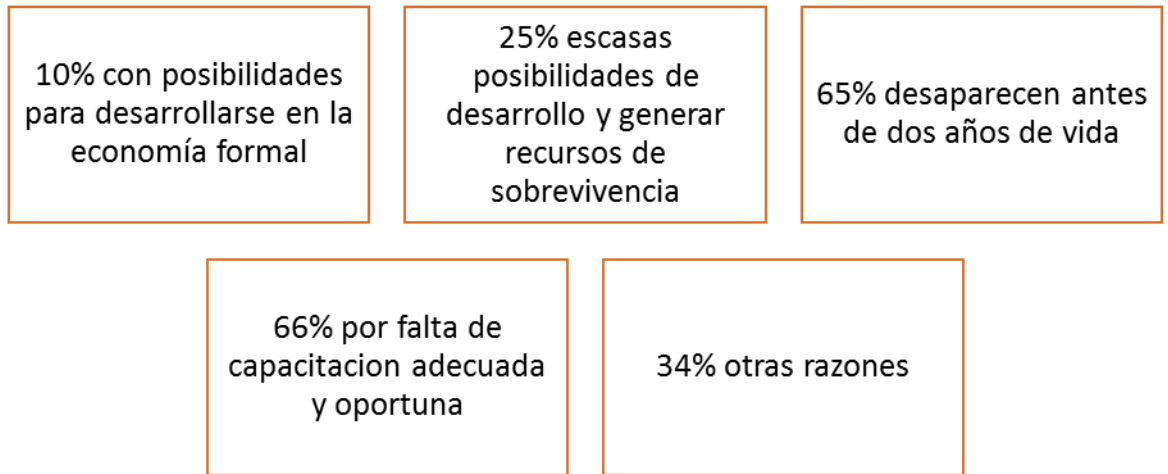 10% con posibilidades
para desarrollarse en la
economía formal
25% escasas
posibilidades de
desarrollo y generar
recursos de
sobrevivencia
65% desaparecen antes
de dos años de vida
66% por falta de
capacitacion adecuada
y oportuna
34% otras razones